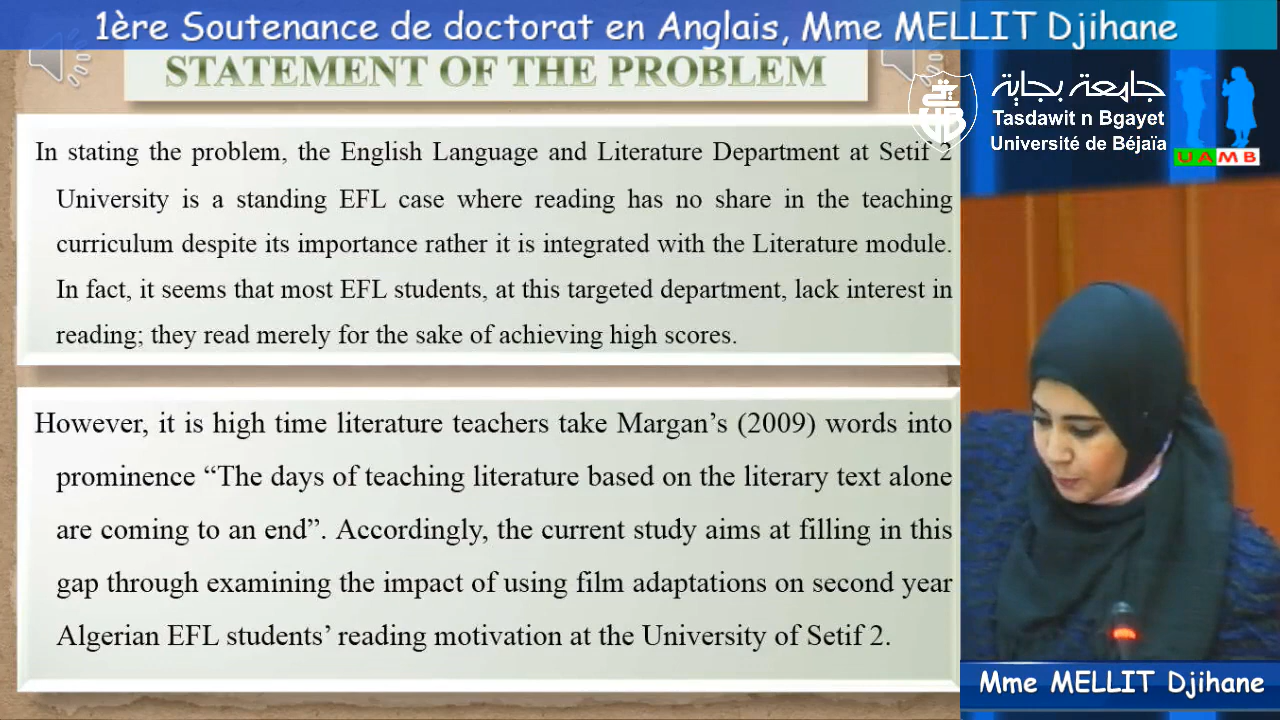 1ère Soutenance de doctorat en Anglais, Mme MELLIT Djihane
STATEMENT OF THE PROBLEM
In stating the problem, the English Language and Literature Department at Setif 2
University is a standing EFL case where reading has no share in the teaching
curriculum despite its importance rather it is integrated with the Literature module.
In fact, it seems that most EFL students, at this targeted department, lack interest in
reading; they read merely for the sake of achieving high scores.
However, it is high time literature teachers take Margan’s (2009) words into
prominence “The days of teaching literature based on the literary text alone
are coming to an end”. Accordingly, the current study aims at filling in this
gap through examining the impact of using film adaptations on second year
Algerian EFL students’ reading motivation at the University of Setif 2.
جامعة بجاية
Tasdawit n Bgayet
Université de Béjaïa
UAMB
Mme MELLIT Djihane